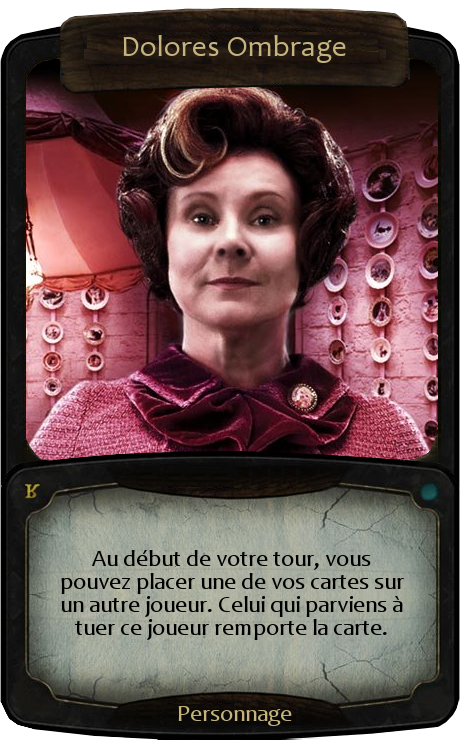 Dolores Ombrage
Au début de votre tour, vous
pouvez placer une de vos cartes sur
un autre joueur. Celui qui parviens à
tuer ce joueur remporte la carte.
Personnage